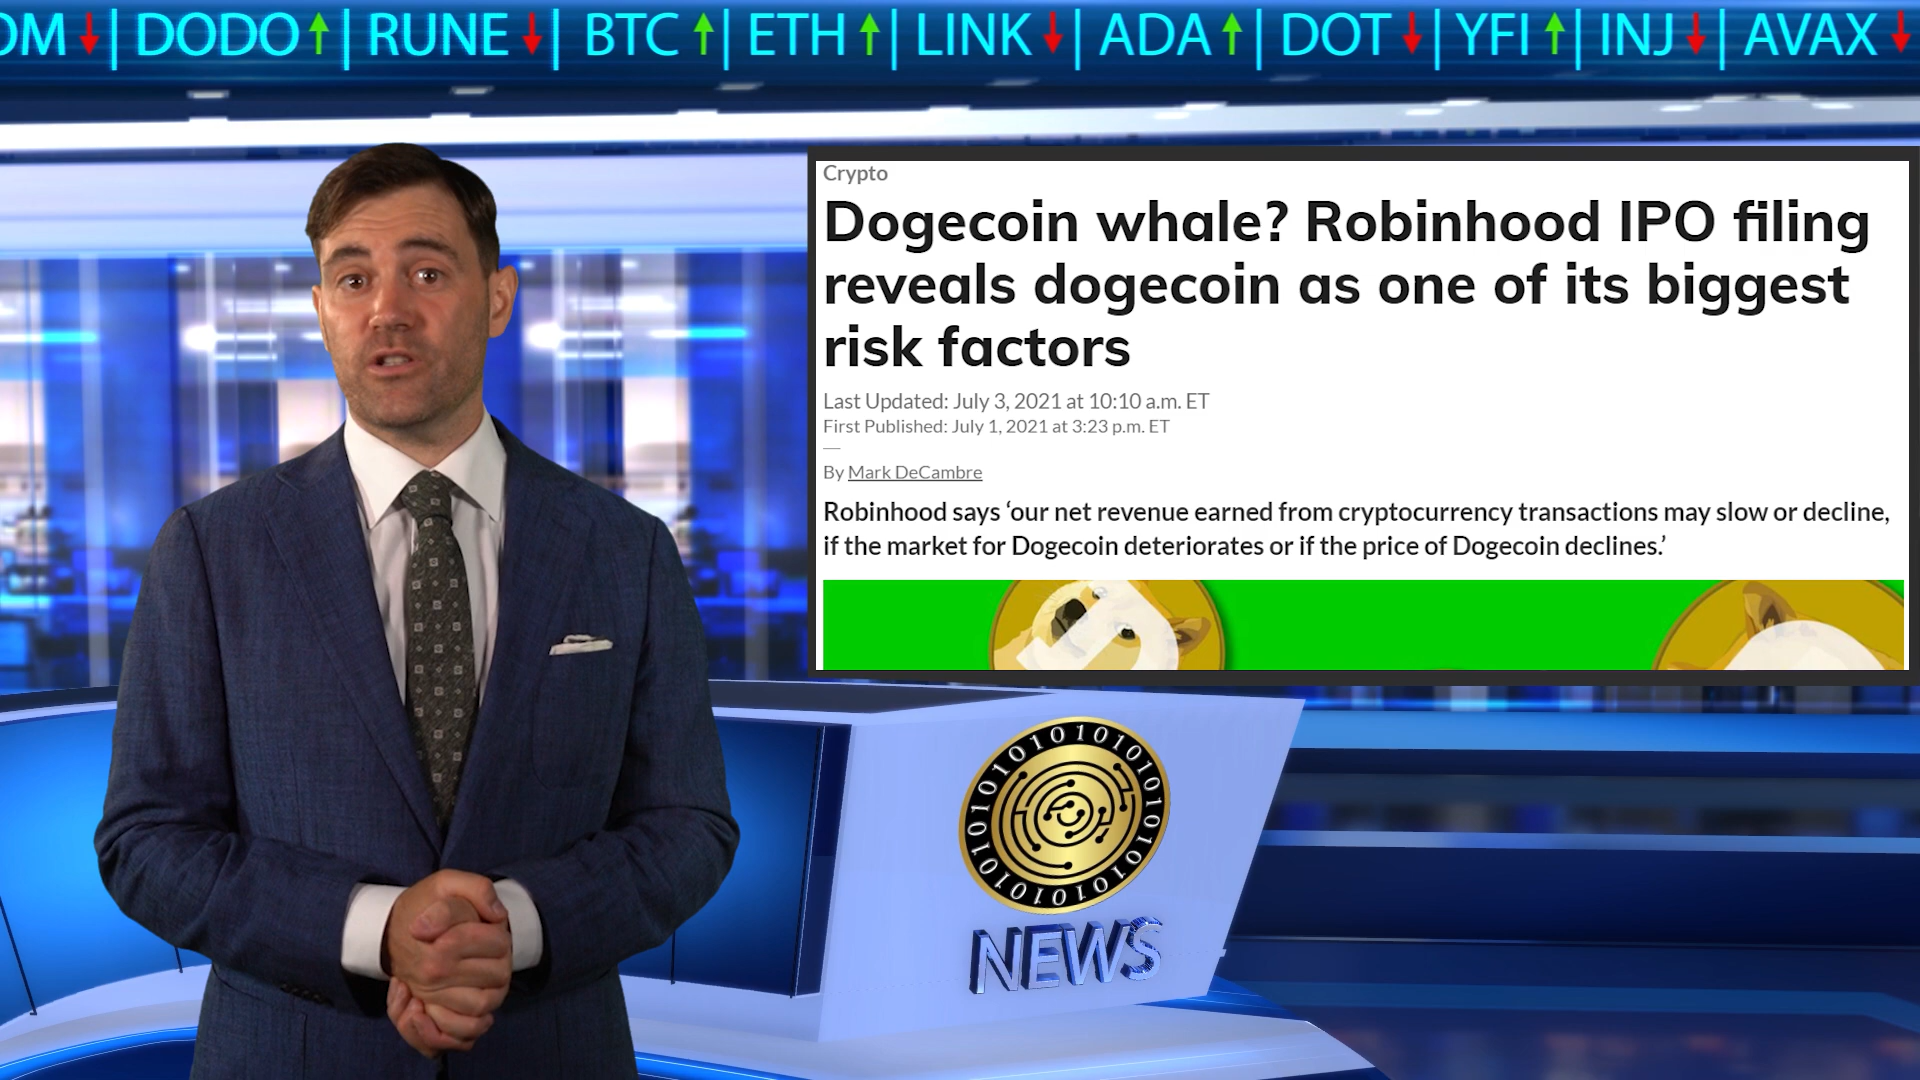 OM DODO RUNE BTC ETH LINK ADA DOT YFI INJ AVAX
Crypto
Dogecoin whale? Robinhood IPO filing
reveals dogecoin as one of its biggest
risk factors
Last Updated: July 3, 2021 at 10:10 a.m. ET
First Published: July 1, 2021 at 3:23 p.m. ET
—
By Mark DeCambre
Robinhood says ‘our net revenue earned from cryptocurrency transactions may slow or decline,
if the market for Dogecoin deteriorates or if the price of Dogecoin declines.’
1010101010101010101010101010101010
NEWS